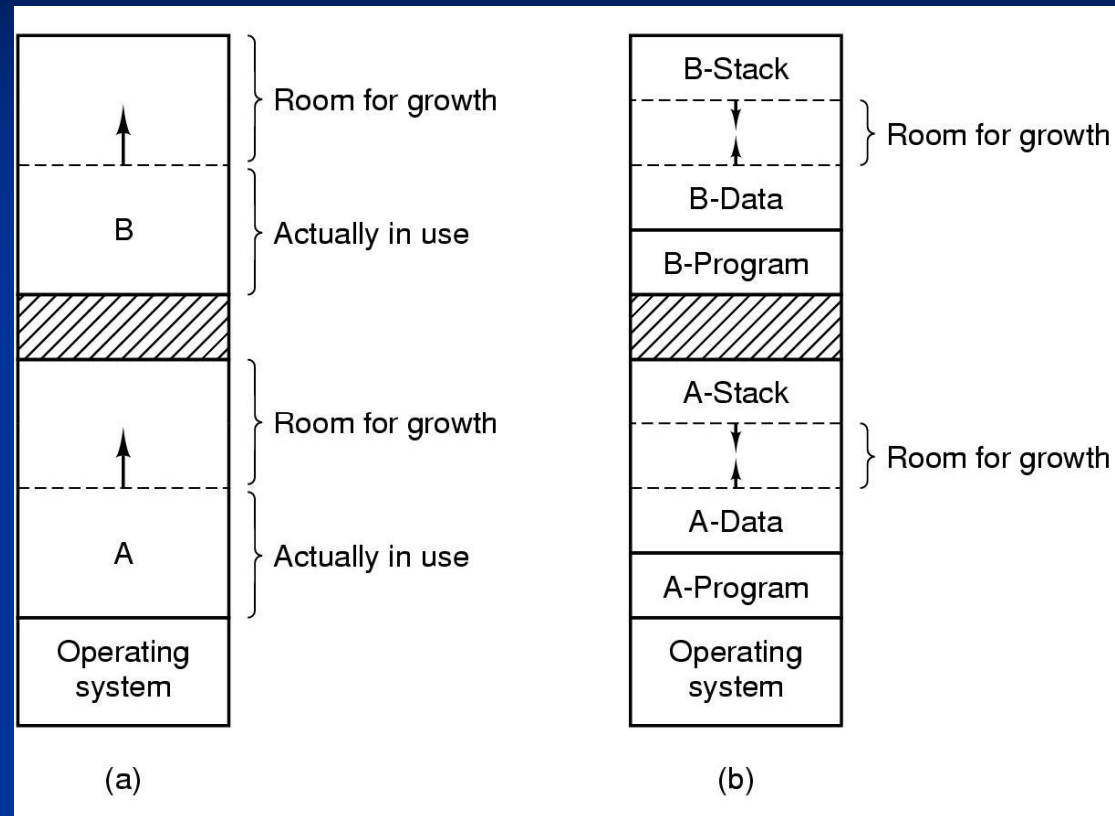 Room for growth
B
Actually in use
Room for growth
A
Actually in use
Operating
system
(a)
B-Stack
Room for growth
B-Data
B-Program
A-Stack
Room for growth
A-Data
A-Program
Operating
system
(b)